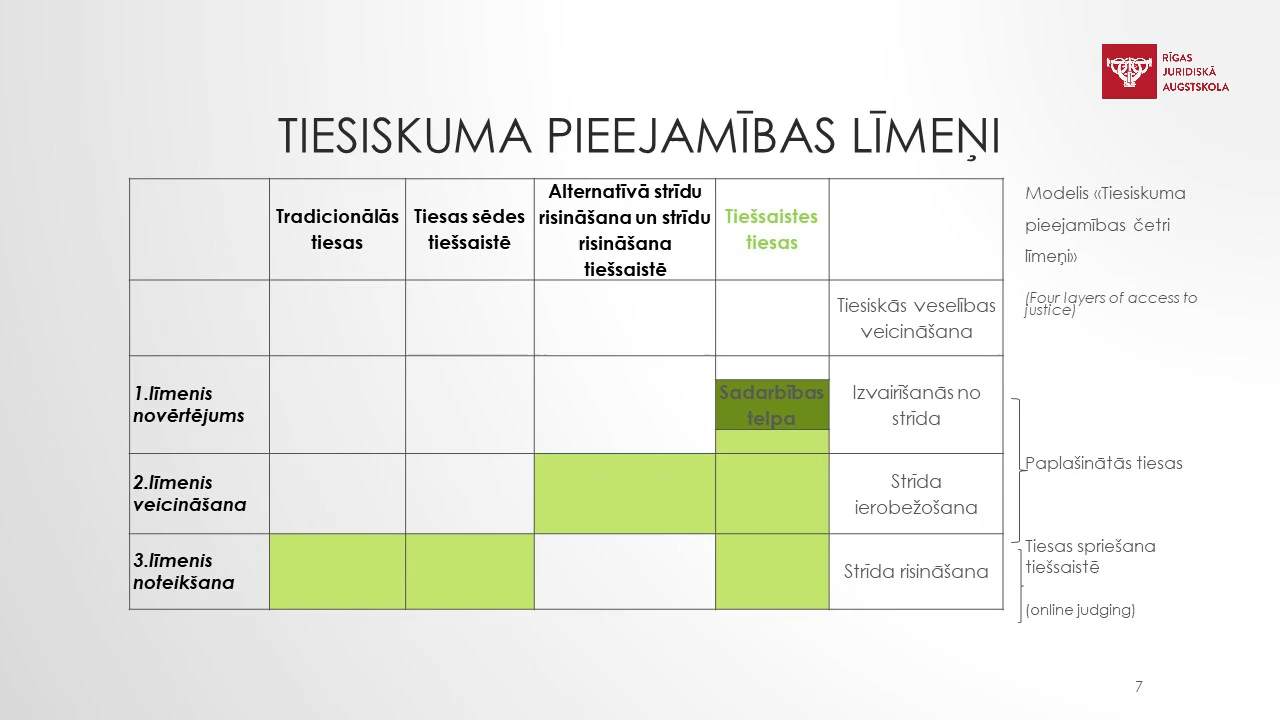 RĪGAS
JURIDISKĀ
AUGSTSKOLA
TIESISKUMA PIEEJAMĪBAS LĪMEŅI
Tradicionālās
tiesas
Tiesas sēdes
tiešsaistē
Alternatīvā strīdu
risināšana un strīdu
risināšana
tiešsaistē
Tiešsaistes
tiesas
Tiesiskās veselības
veicināšana
1.līmenis
novērtējums
Sadarbības
telpa
Izvairīšanās no
strīda
2.līmenis
veicināšana
Strīda
ierobežošana
3.līmenis
noteikšana
Strīda risināšana
Modelis «Tiesiskuma
pieejamības četri
līmeņi»
(Four layers of access to
justice)
Paplašinātās tiesas
Tiesas spriešana
tiešsaistē
(online judging)
7